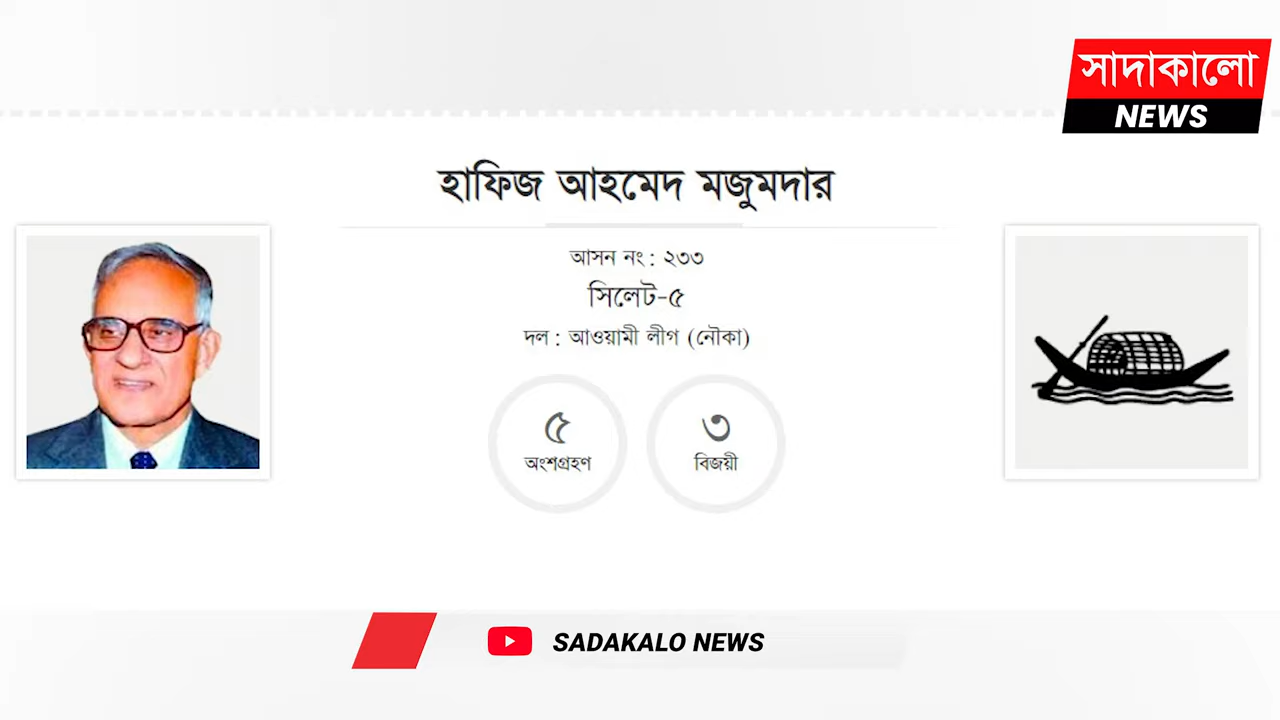 সাদাকালো
NEWS
হাফিজ আহমেদ মজুমদার
আসন নং : ২৩৩
সিলেট-৫
দল : আওয়ামী লীগ (নৌকা)
৫
অংশগ্রহণ
৩
বিজয়ী
SADAKALO NEWS